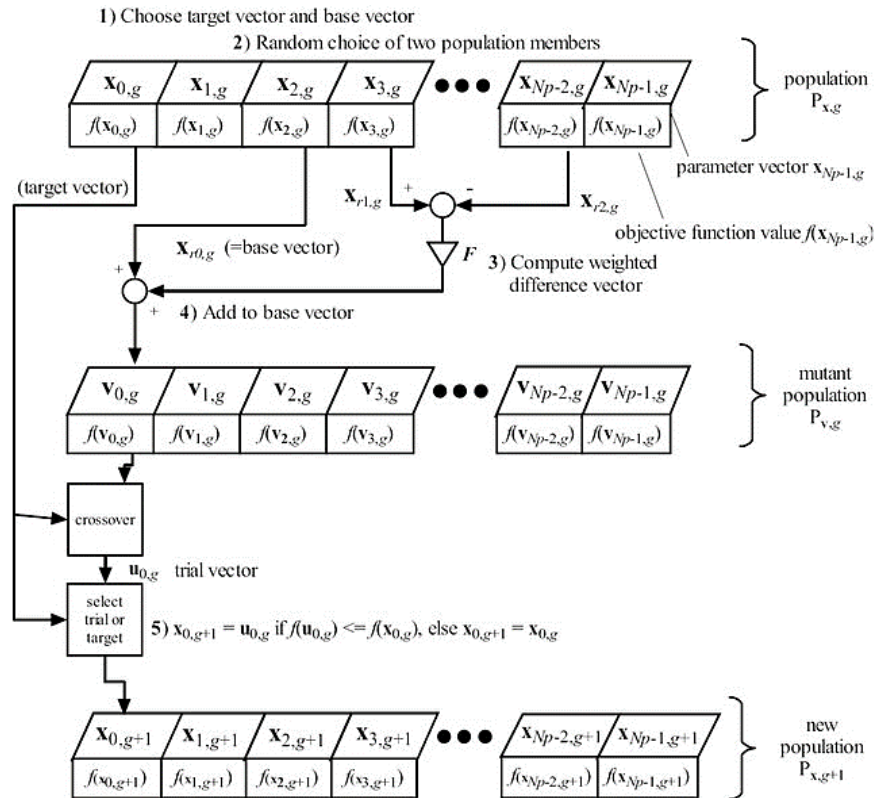 1) Choose target vector and base vector
2) Random choice of two population members
x0,g x1,g x2,g x3,g ●●● xNp-2,g xNp-1,g
f(x0,g) f(x1,g) f(x2,g) f(x3,g) f(xNp-2,g) f(xNp-1,g)
population
Px,g
(target vector)
parameter vector xNp-1,g
xr1,g + - xr2,g
objective function value f(xNp-1,g)
xr0,g (=base vector)
F
3) Compute weighted
difference vector
+
+
4) Add to base vector
v0,g v1,g v2,g v3,g ●●● vNp-2,g vNp-1,g
f(v0,g) f(v1,g) f(v2,g) f(v3,g) f(vNp-2,g) f(vNp-1,g)
mutant
population
Pv,g
crossover
u0,g trial vector
select
trial or
target
5) x0,g+1 = u0,g if f(u0,g) <= f(x0,g), else x0,g+1 = x0,g
x0,g+1 x1,g+1 x2,g+1 x3,g+1 ●●● xNp-2,g+1 xNp-1,g+1
f(x0,g+1) f(x1,g+1) f(x2,g+1) f(x3,g+1) f(xNp-2,g+1) f(xNp-1,g+1)
new
population
Px,g+1